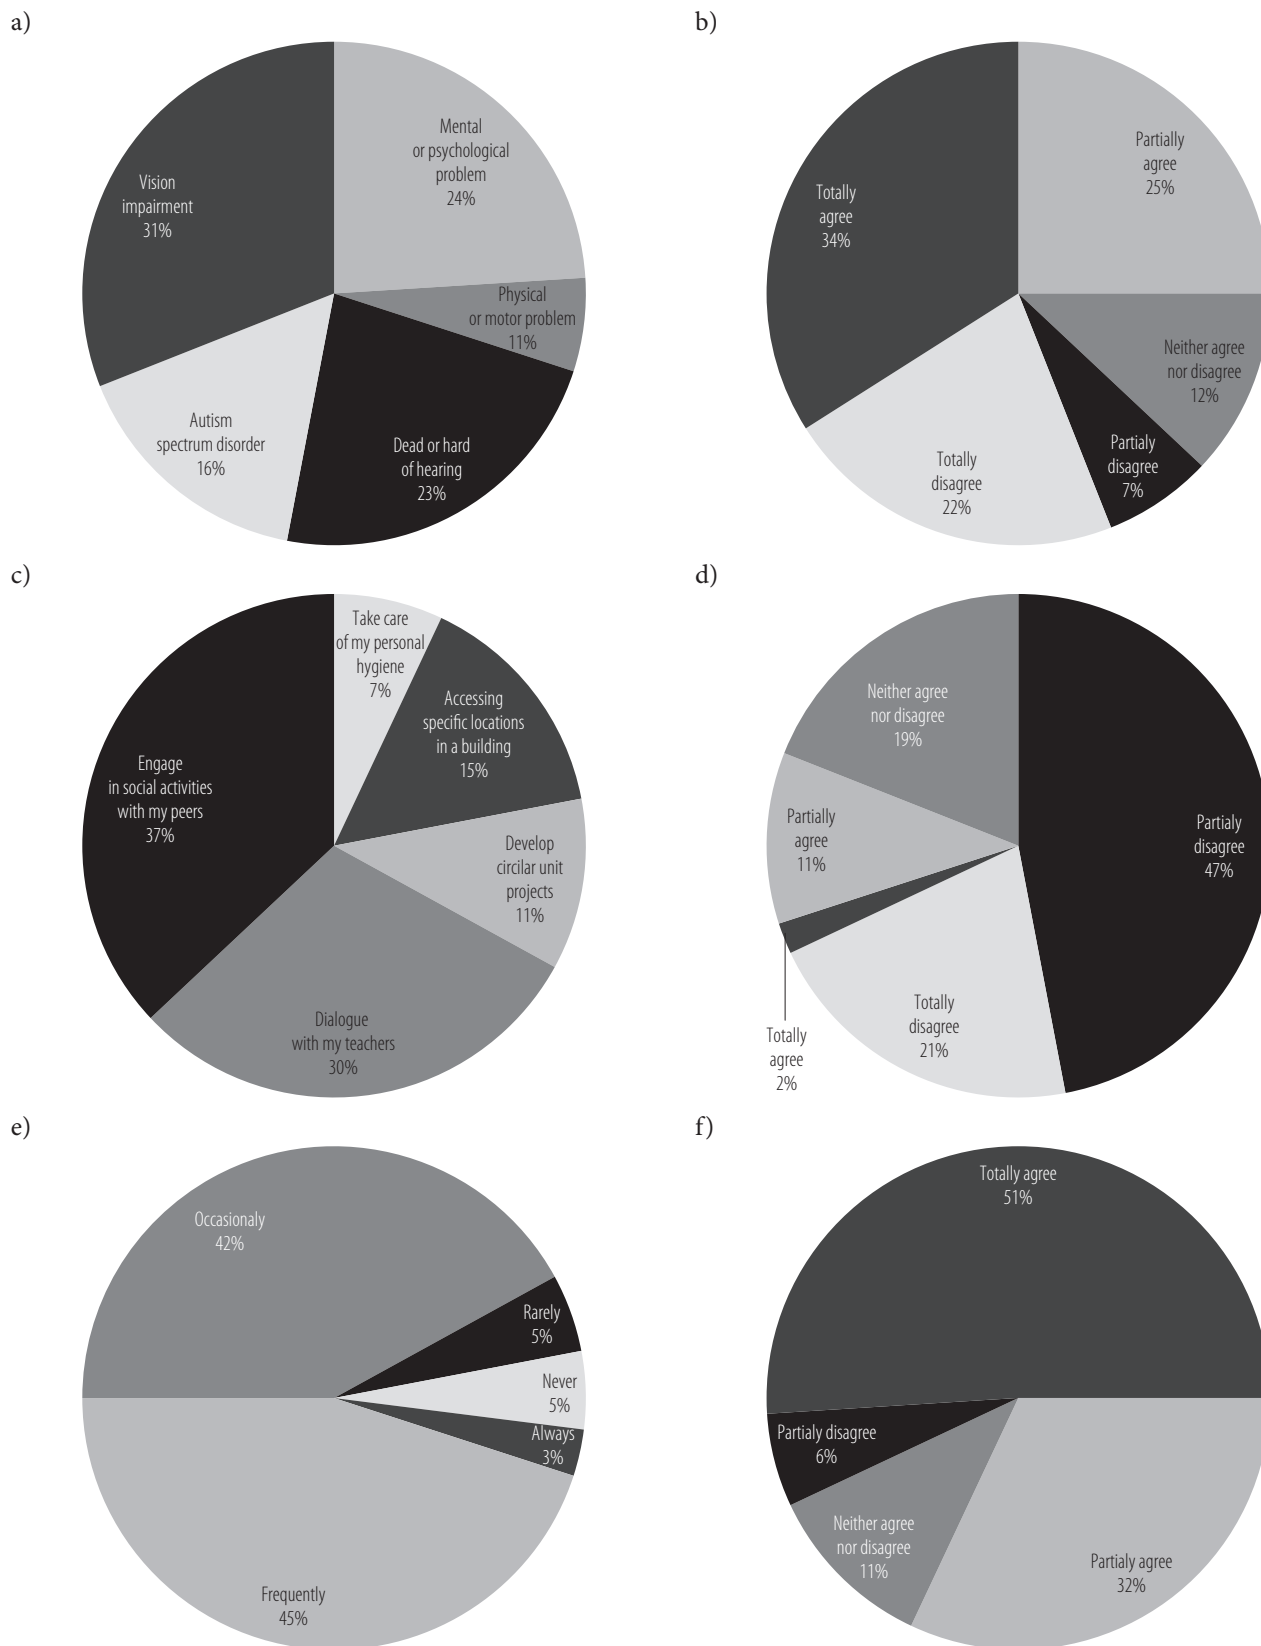 a)
Mental
or psychological
problem
24%
Physical
or motor problem
11%
Dead or hard
of hearing
23%
Autism
spectrum disorder
16%
Vision
impairment
31%
b)
Partially
agree
25%
Neither agree
nor disagree
12%
Partialy
disagree
7%
Totally
disagree
22%
Totally
agree
34%
c)
Take care
of my personal
hygiene
7%
Accessing
specific locations
in a building
15%
Develop
circilar unit
projects
11%
Dialogue
with my teachers
30%
Engage
in social activities
with my peers
37%
d)
Partialy
disagree
47%
Totally
disagree
21%
Totally
agree
2%
Partially
agree
11%
Neither agree
nor disagree
19%
e)
Occasionaly
42%
Rarely
5%
Never
5%
Always
3%
Frequently
45%
f)
Totally agree
51%
Partialy agree
32%
Neither agree
nor disagree
11%
Partialy disagree
6%